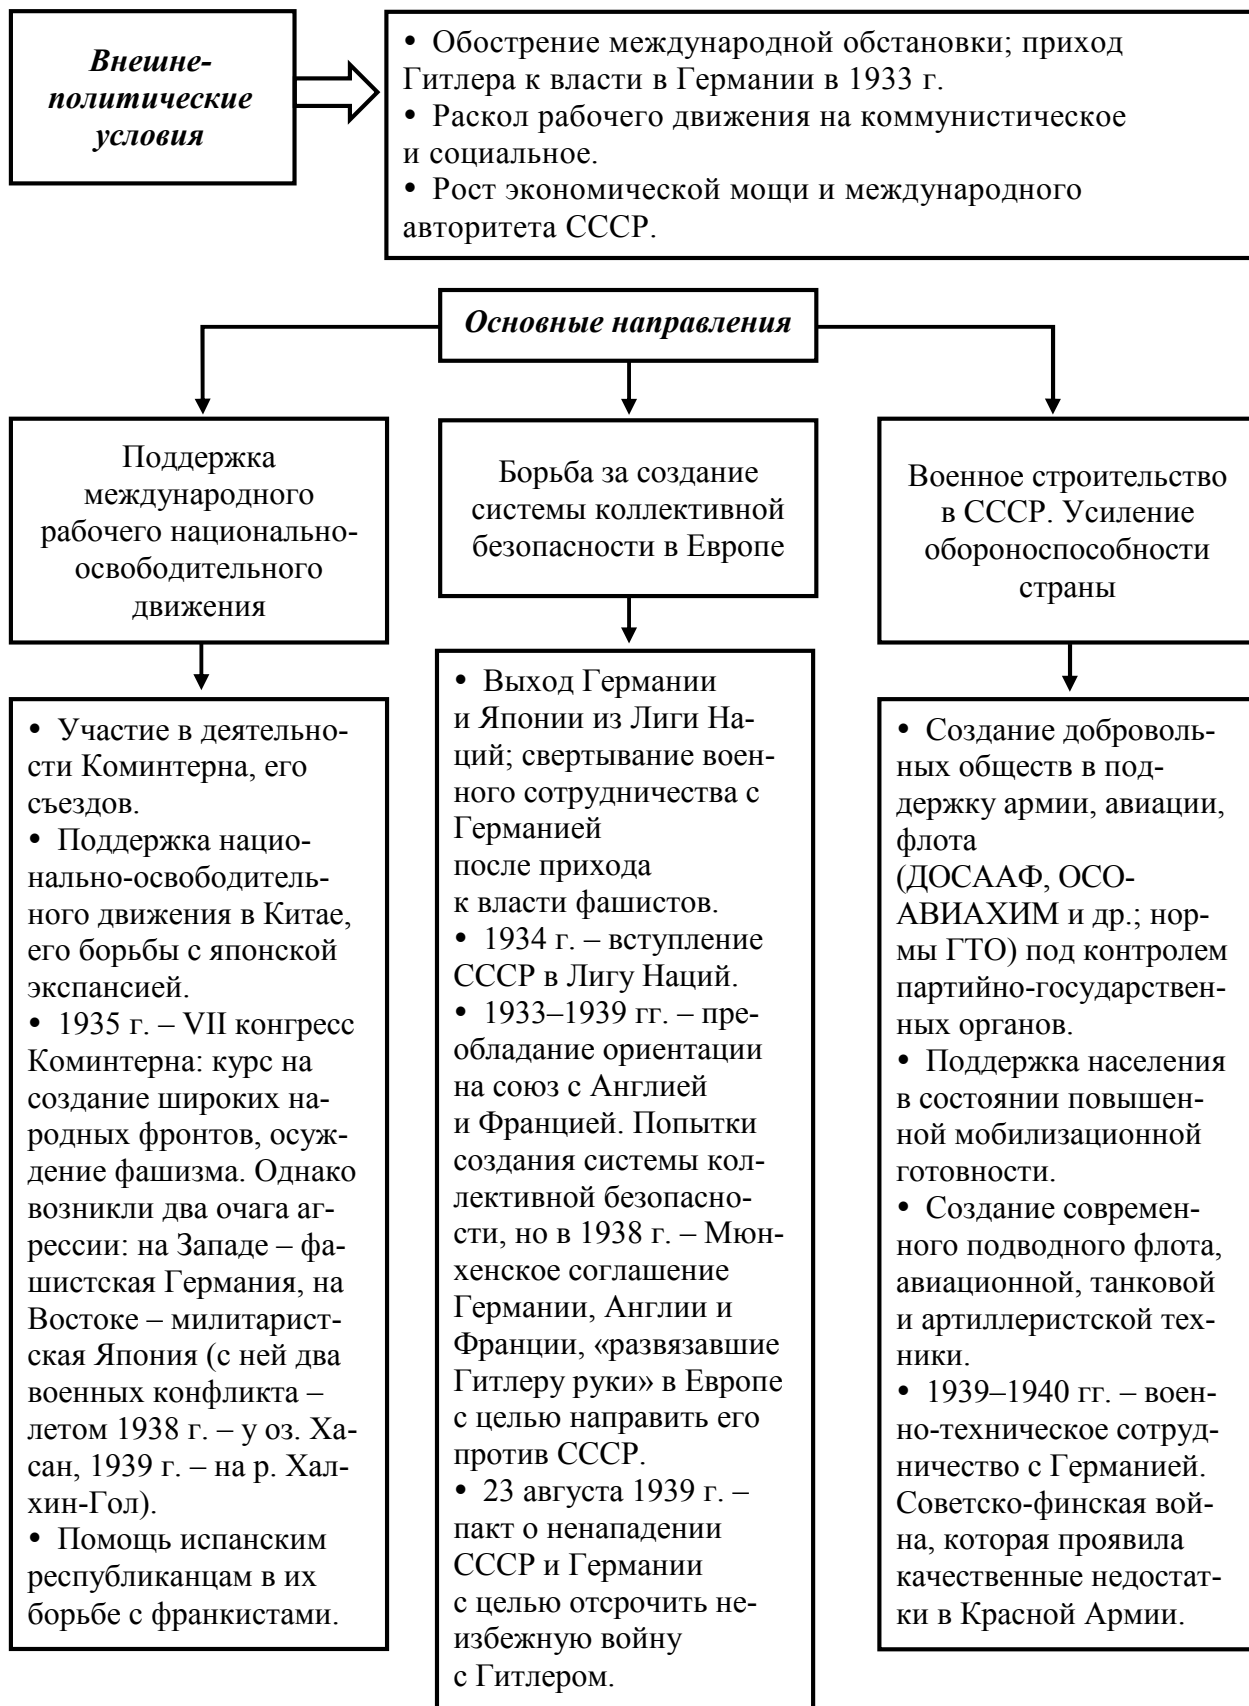 Внешне-
политические
условия
• Обострение международной обстановки; приход
Гитлера к власти в Германии в 1933 г.
• Раскол рабочего движения на коммунистическое
и социальное.
• Рост экономической мощи и международного
авторитета СССР.
Основные направления
Поддержка
международного
рабочего национально-
освободительного
движения
Борьба за создание
системы коллективной
безопасности в Европе
Военное строительство
в СССР. Усиление
обороноспособности
страны
• Участие в деятельно-
сти Коминтерна, его
съездов.
• Поддержка нацио-
нально-освободитель-
ного движения в Китае,
его борьбы с японской
экспансией.
• 1935 г. – VII конгресс
Коминтерна: курс на
создание широких на-
родных фронтов, осуж-
дение фашизма. Однако
возникли два очага аг-
рессии: на Западе – фа-
шистская Германия, на
Востоке – милитарист-
ская Япония (с ней два
военных конфликта –
летом 1938 г. – у оз. Ха-
сан, 1939 г. – на р. Хал-
хин-Гол).
• Помощь испанским
республиканцам в их
борьбе с франкистами.
• Выход Германии
и Японии из Лиги На-
ций; свертывание воен-
ного сотрудничества с
Германией
после прихода
к власти фашистов.
• 1934 г. – вступление
СССР в Лигу Наций.
• 1933–1939 гг. – пре-
обладание ориентации
на союз с Англией
и Францией. Попытки
создания системы кол-
лективной безопасно-
сти, но в 1938 г. – Мюн-
хенское соглашение
Германии, Англии и
Франции, «развязавшие
Гитлеру руки» в Европе
с целью направить его
против СССР.
• 23 августа 1939 г. –
пакт о ненападении
СССР и Германии
с целью отсрочить не-
избежную войну
с Гитлером.
• Создание доброволь-
ных обществ в под-
держку армии, авиации,
флота
(ДОСААФ, ОСО-
АВИАХИМ и др.; нор-
мы ГТО) под контролем
партийно-государствен-
ных органов.
• Поддержка населения
в состоянии повышен-
ной мобилизационной
готовности.
• Создание современ-
ного подводного флота,
авиационной, танковой
и артиллеристской тех-
ники.
• 1939–1940 гг. – воен-
но-техническое сотруд-
ничество с Германией.
Советско-финская вой-
на, которая проявила
качественные недостат-
ки в Красной Армии.